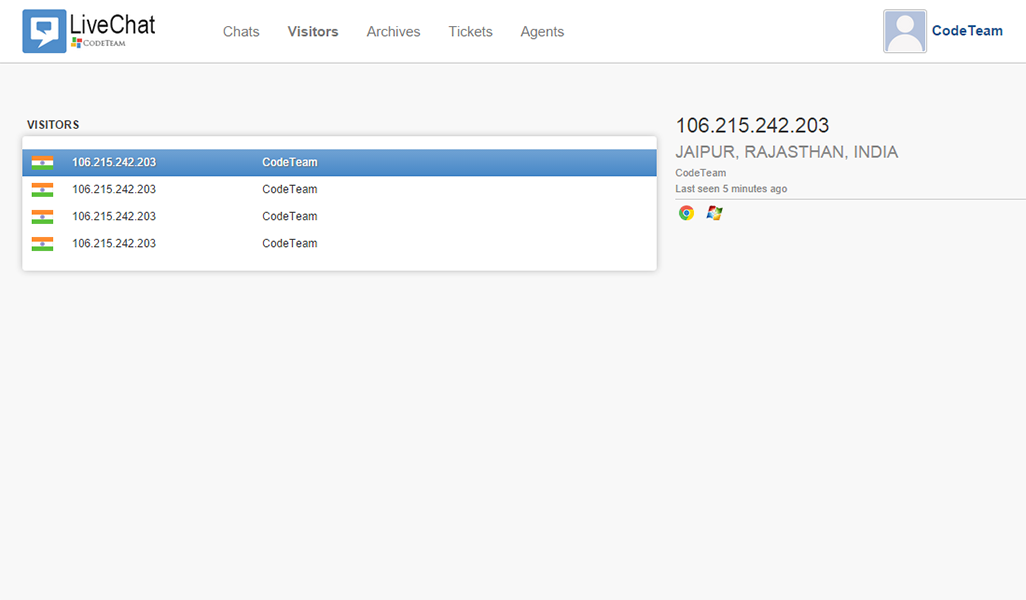 LiveChat
CODETEAM
Chats Visitors Archives Tickets Agents
CodeTeam
VISITORS
106.215.242.203 CodeTeam
106.215.242.203 CodeTeam
106.215.242.203 CodeTeam
106.215.242.203 CodeTeam
106.215.242.203
JAIPUR, RAJASTHAN, INDIA
CodeTeam
Last seen 5 minutes ago